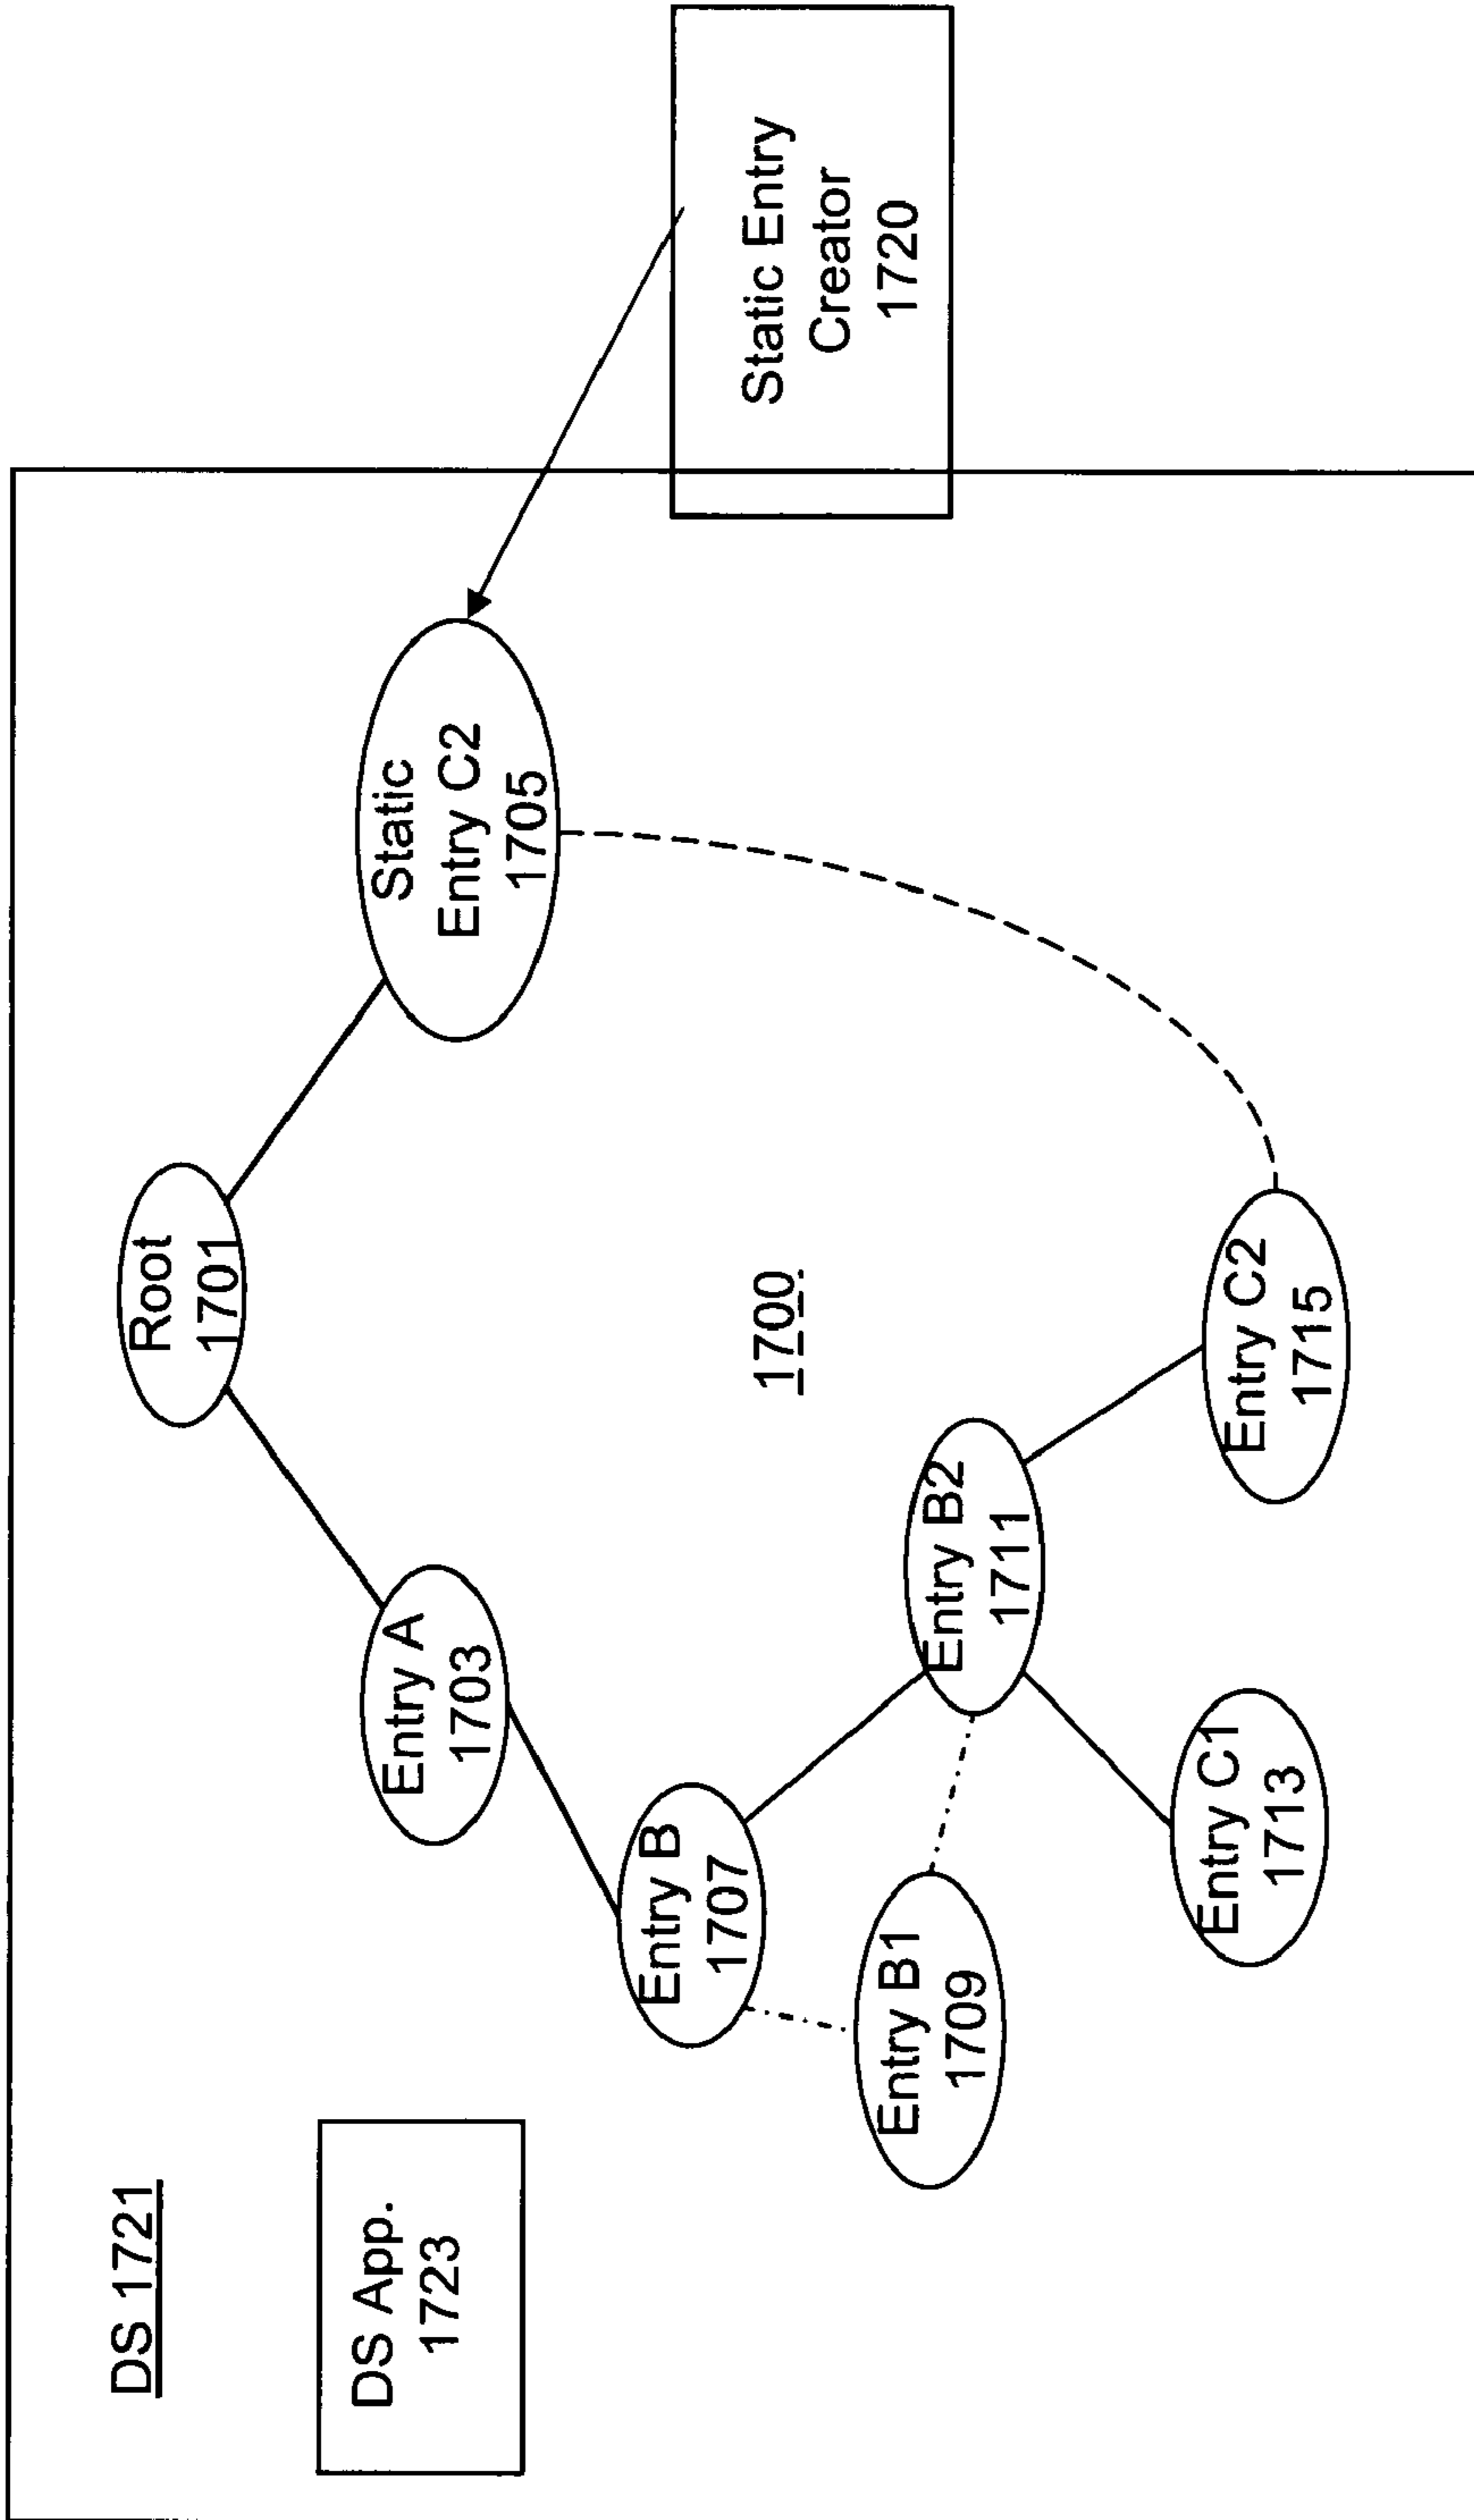 DS 1721
DS App.
1723
Root
1701
Entry A
1703
Static
Entry C2
1705
Entry B
1707
1700
Static Entry
Creator
1720
Entry B1
1709
Entry B2
1711
Entry C1
1713
Entry C2
1715